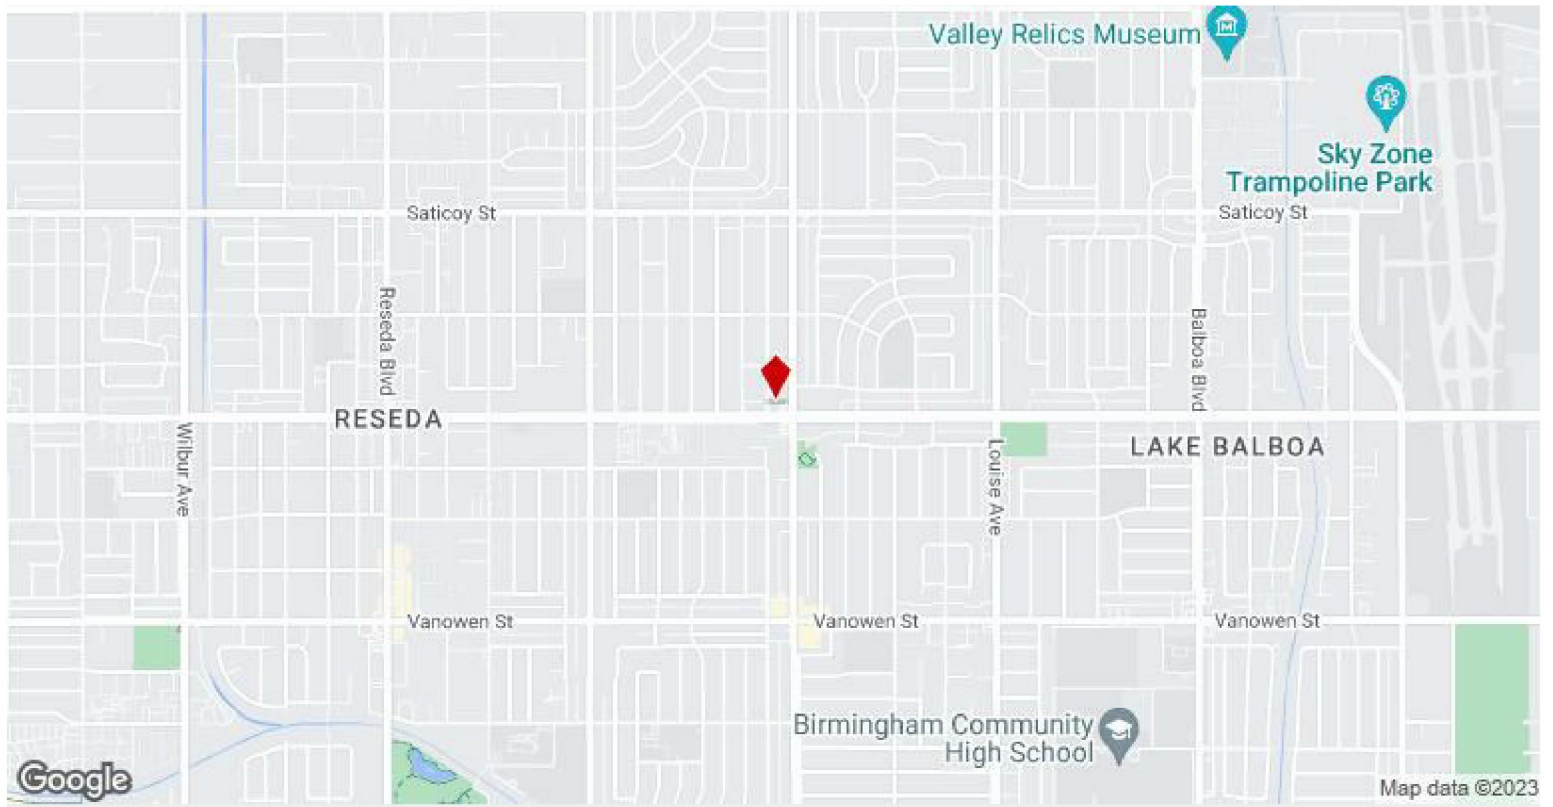 Valley Relics Museum
Sky Zone
Trampoline Park
Saticoy St
Saticoy St
Reseda Blvd
Balboa Blvd
RESEDA
Wilbur Ave
Louise Ave
LAKE BALBOA
Vanowen St
Vanowen St
Vanowen St
Birmingham Community
High School
Google
Map data ©2023